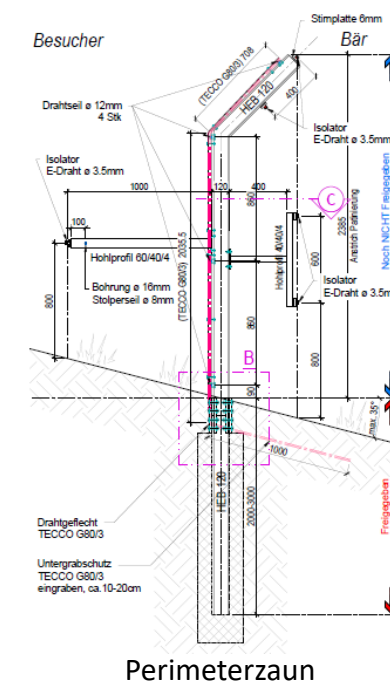 Stirnplatte 6mm
Besucher
Bär
(TECCO G80/3) 708
HEB 120
400
Drahtseil ø 12mm
4 Stk
Isolator
E-Draht ø 3.5mm
Isolator
E-Draht ø 3.5mm
1000
120
400
860
C
100
Hohlprofil 60/40/4
Bohrung ø 16mm
Stolperseil ø 8mm
800
(TECCO G80/3) 2035.5
Hohlprofil 40/40/4
600
2385
Anstrich Patinierung
Noch NICHT Freigegeben
Isolator
E-Draht ø 3.5m
860
800
B
90
max. 35°
1000
HEB 120
2000-3000
Freigegeben
Drahtgeflecht
TECCO G80/3
Untergrabschutz
TECCO G80/3
eingraben, ca.10-20cm
Perimeterzaun